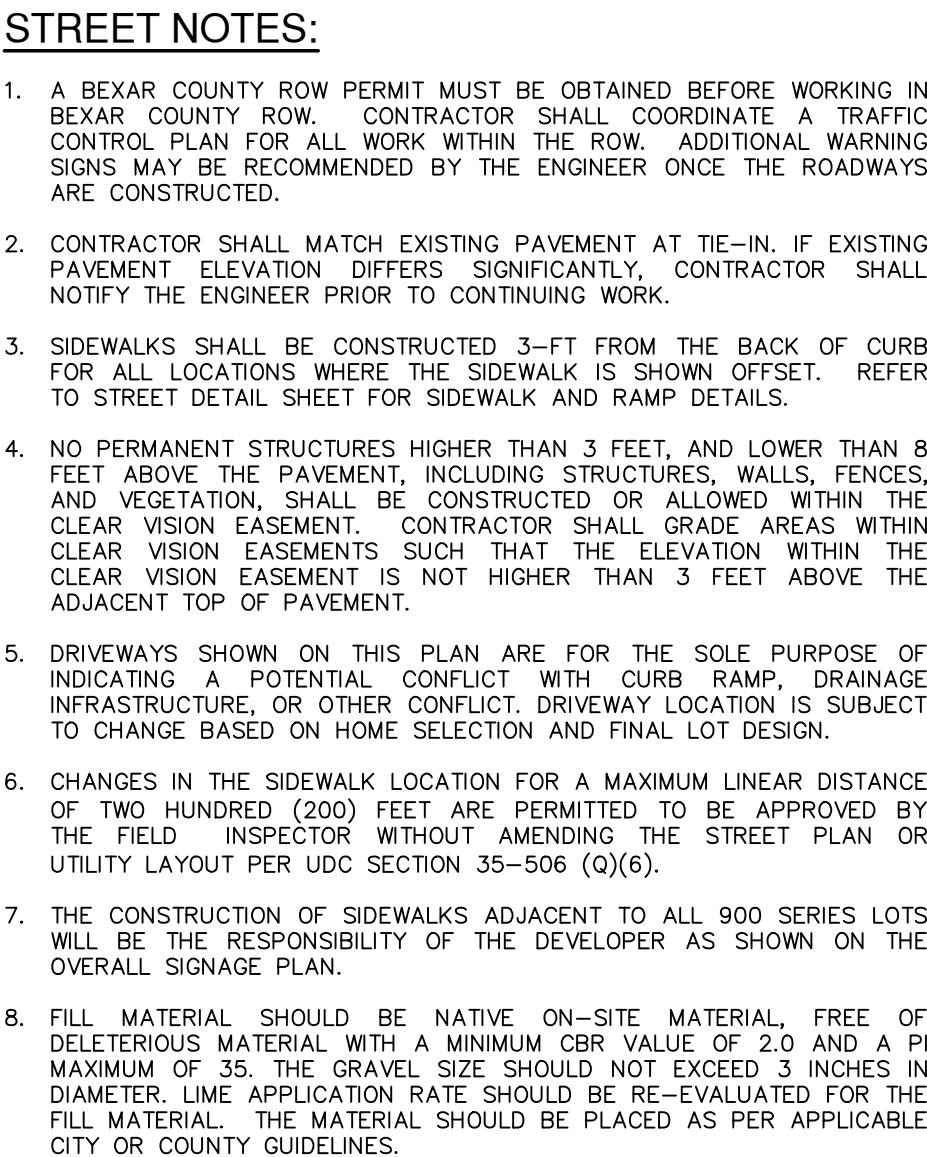 STREET NOTES:
1. A BEXAR COUNTY ROW PERMIT MUST BE OBTAINED BEFORE WORKING IN
BEXAR COUNTY ROW. CONTRACTOR SHALL COORDINATE A TRAFFIC
CONTROL PLAN FOR ALL WORK WITHIN THE ROW. ADDITIONAL WARNING
SIGNS MAY BE RECOMMENDED BY THE ENGINEER ONCE THE ROADWAYS
ARE CONSTRUCTED.
2. CONTRACTOR SHALL MATCH EXISTING PAVEMENT AT TIE-IN. IF EXISTING
PAVEMENT ELEVATION DIFFERS SIGNIFICANTLY, CONTRACTOR SHALL
NOTIFY THE ENGINEER PRIOR TO CONTINUING WORK.
3. SIDEWALKS SHALL BE CONSTRUCTED 3-FT FROM THE BACK OF CURB
FOR ALL LOCATIONS WHERE THE SIDEWALK IS SHOWN OFFSET. REFER
TO STREET DETAIL SHEET FOR SIDEWALK AND RAMP DETAILS.
4. NO PERMANENT STRUCTURES HIGHER THAN 3 FEET, AND LOWER THAN 8
FEET ABOVE THE PAVEMENT, INCLUDING STRUCTURES, WALLS, FENCES,
AND VEGETATION, SHALL BE CONSTRUCTED OR ALLOWED WITHIN THE
CLEAR VISION EASEMENT. CONTRACTOR SHALL GRADE AREAS WITHIN
CLEAR VISION EASEMENTS SUCH THAT THE ELEVATION WITHIN THE
CLEAR VISION EASEMENT IS NOT HIGHER THAN 3 FEET ABOVE THE
ADJACENT TOP OF PAVEMENT.
5. DRIVEWAYS SHOWN ON THIS PLAN ARE FOR THE SOLE PURPOSE OF
INDICATING A POTENTIAL CONFLICT WITH CURB RAMP, DRAINAGE
INFRASTRUCTURE, OR OTHER CONFLICT. DRIVEWAY LOCATION IS SUBJECT
TO CHANGE BASED ON HOME SELECTION AND FINAL LOT DESIGN.
6. CHANGES IN THE SIDEWALK LOCATION FOR A MAXIMUM LINEAR DISTANCE
OF TWO HUNDRED (200) FEET ARE PERMITTED TO BE APPROVED BY
THE FIELD INSPECTOR WITHOUT AMENDING THE STREET PLAN OR
UTILITY LAYOUT PER UDC SECTION 35-506 (Q)(6).
7. THE CONSTRUCTION OF SIDEWALKS ADJACENT TO ALL 900 SERIES LOTS
WILL BE THE RESPONSIBILITY OF THE DEVELOPER AS SHOWN ON THE
OVERALL SIGNAGE PLAN.
8. FILL MATERIAL SHOULD BE NATIVE ON-SITE MATERIAL, FREE OF
DELETERIOUS MATERIAL WITH A MINIMUM CBR VALUE OF 2.0 AND A PI
MAXIMUM OF 35. THE GRAVEL SIZE SHOULD NOT EXCEED 3 INCHES IN
DIAMETER. LIME APPLICATION RATE SHOULD BE RE-EVALUATED FOR THE
FILL MATERIAL. THE MATERIAL SHOULD BE PLACED AS PER APPLICABLE
CITY OR COUNTY GUIDELINES.